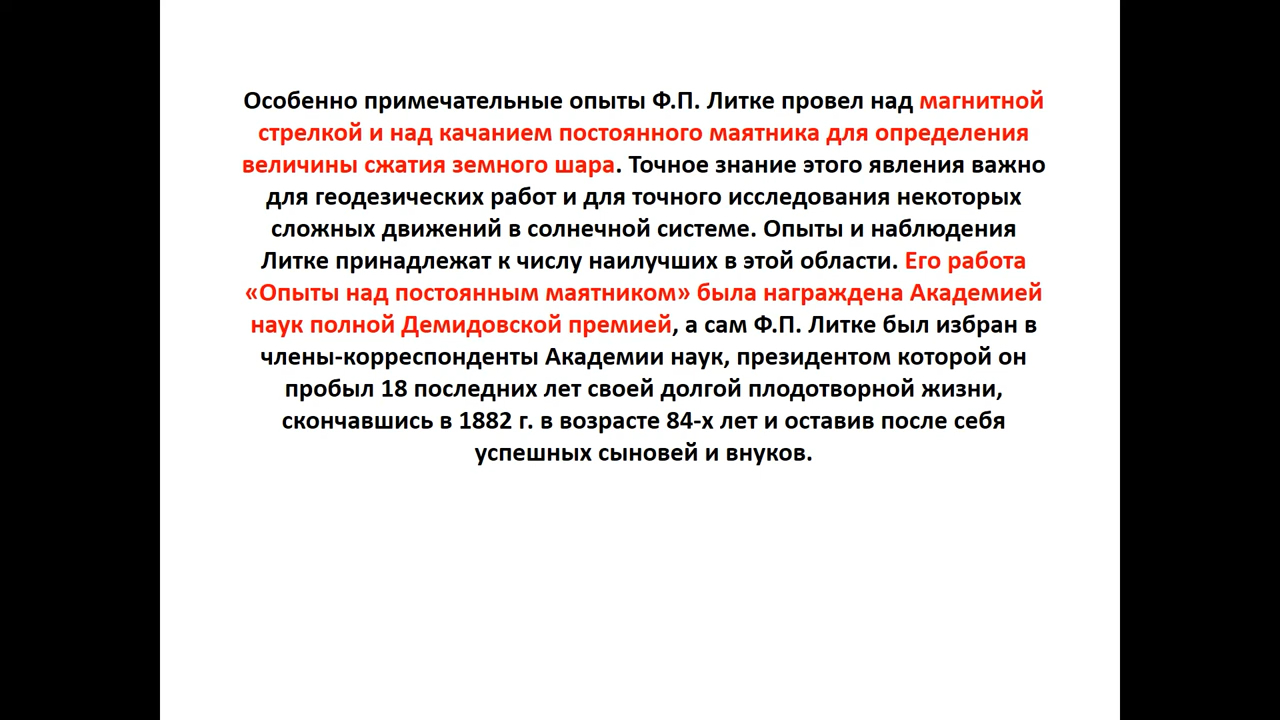 Особенно примечательные опыты Ф.П. Литке провел над магнитной
стрелкой и над качанием постоянного маятника для определения
величины сжатия земного шара. Точное знание этого явления важно
для геодезических работ и для точного исследования некоторых
сложных движений в солнечной системе. Опыты и наблюдения
Литке принадлежат к числу наилучших в этой области. Его работа
«Опыты над постоянным маятником» была награждена Академией
наук полной Демидовской премией, а сам Ф.П. Литке был избран в
члены-корреспонденты Академии наук, президентом которой он
пробыл 18 последних лет своей долгой плодотворной жизни,
скончавшись в 1882 г. в возрасте 84-х лет и оставив после себя
успешных сыновей и внуков.